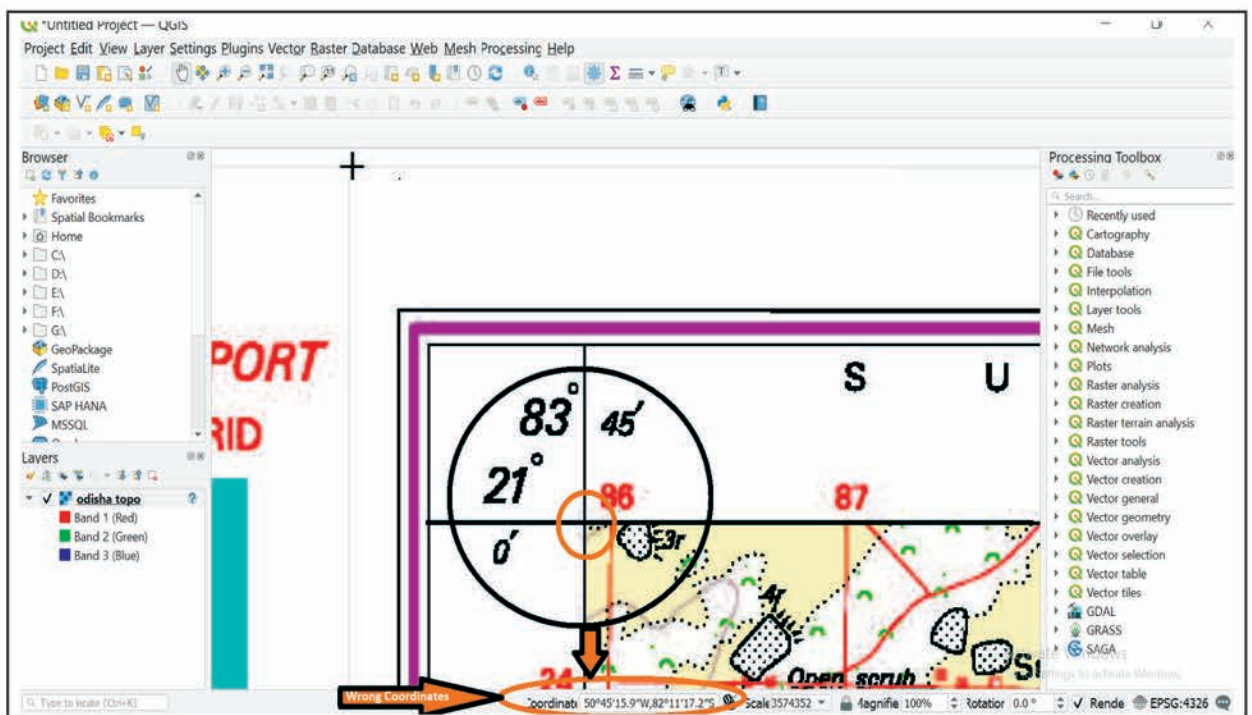 *Untitled Project — QGIS
Project Edit View Layer Settings Plugins Vector Raster Database Web Mesh Processing Help
Browser
Favorites
Spatial Bookmarks
Home
C:\
D:\
E:\
F:\
G:\
GeoPackage
SpatiaLite
PostGIS
SAP HANA
MSSQL
Layers
odisha topo
Band 1 (Red)
Band 2 (Green)
Band 3 (Blue)
PORT
RID
S U
83° 45'
21°
86 87
0'
3r
4r
24
Open scrub
Processing Toolbox
Search...
Recently used
Cartography
Database
File tools
Interpolation
Layer tools
Mesh
Network analysis
Plots
Raster analysis
Raster creation
Raster terrain analysis
Raster tools
Vector analysis
Vector creation
Vector general
Vector geometry
Vector overlay
Vector selection
Vector table
Vector tiles
GDAL
GRASS
SAGA
Type to locate (Ctrl+K)
Wrong Coordinates
Coordinate 50°45'15.9"W,82°11'17.2"S Scale 3574352 Magnifie 100% Rotation 0.0 ° Rende EPSG:4326